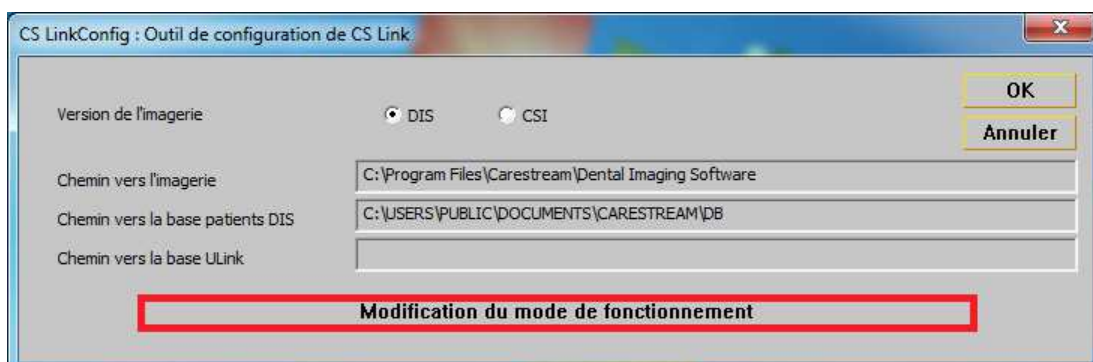 CS LinkConfig : Outil de configuration de CS Link
Version de l'imagerie DIS CSI OK
Annuler
Chemin vers l'imagerie C:\Program Files\Carestream\Dental Imaging Software
Chemin vers la base patients DIS C:\USERS\PUBLIC\DOCUMENTS\CARESTREAM\DB
Chemin vers la base ULink
Modification du mode de fonctionnement